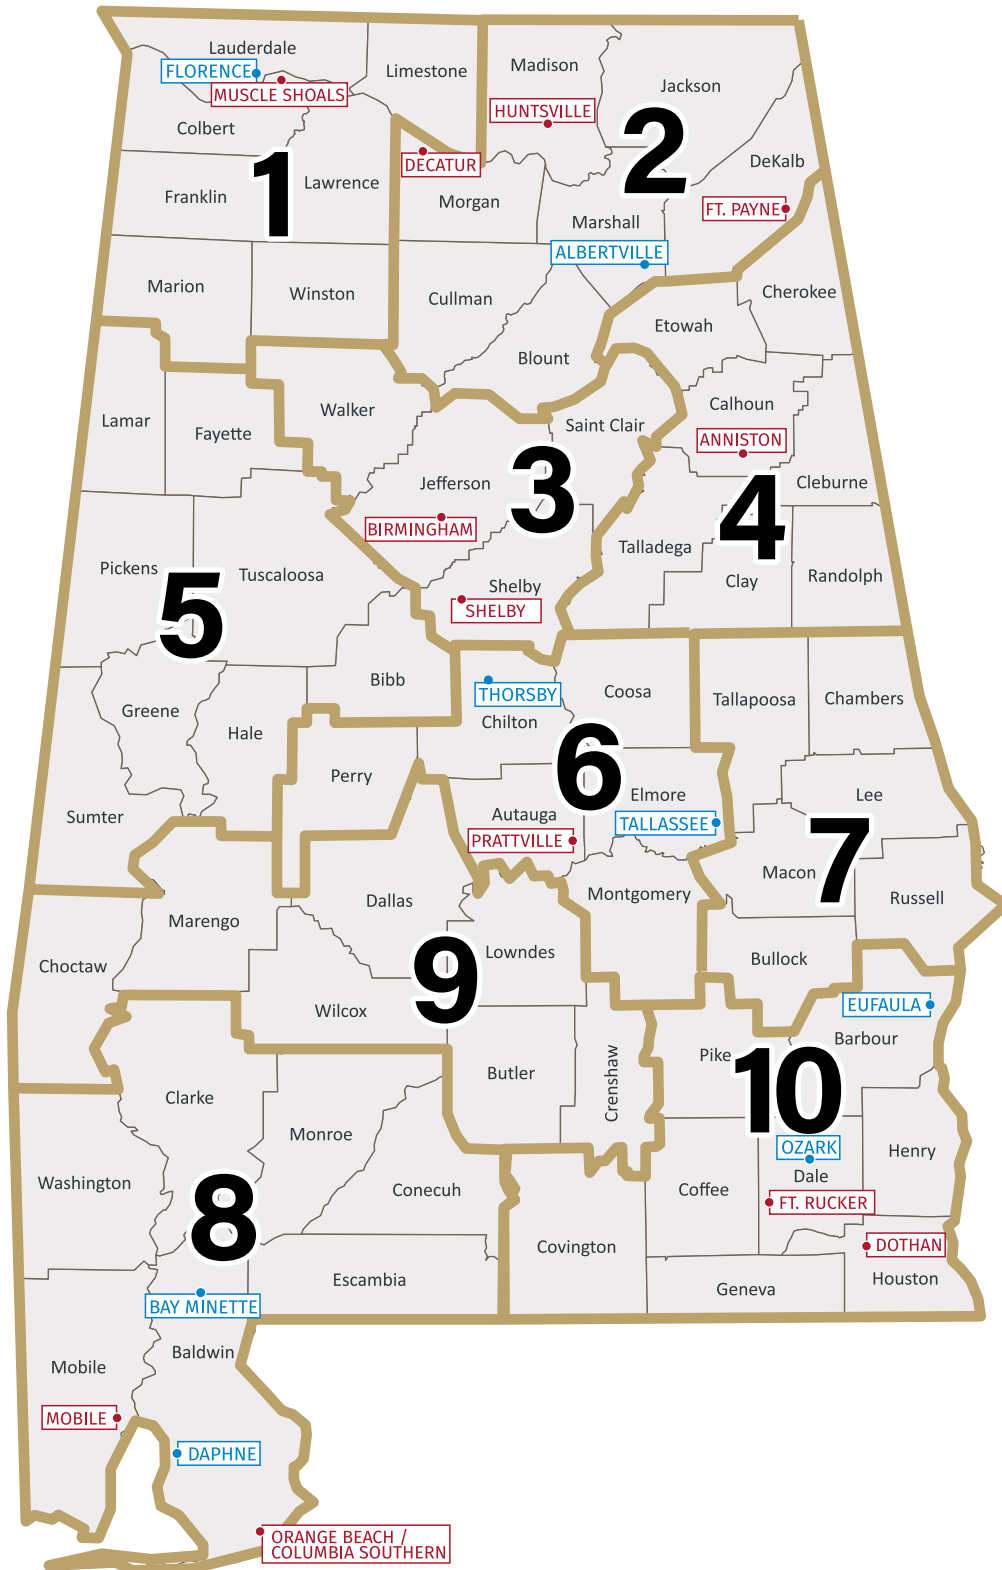 Lauderdale
FLORENCE
MUSCLE SHOALS
Limestone
Madison
HUNTSVILLE
Jackson
2
DeKalb
FT. PAYNE
Colbert
1
Franklin
Lawrence
DECATUR
Morgan
Marshall
ALBERTVILLE
Marion
Winston
Cullman
Blount
Cherokee
Etowah
Lamar
Fayette
Walker
Saint Clair
Calhoun
ANNISTON
Jefferson
3
BIRMINGHAM
4
Cleburne
Talladega
Clay
Randolph
Pickens
5
Tuscaloosa
Shelby
SHELBY
Greene
Hale
Bibb
THORSBY
Chilton
Coosa
Tallapoosa
Chambers
Sumter
Perry
6
Autauga
PRATTVILLE
Elmore
TALLASSEE
Lee
7
Macon
Russell
Marengo
Dallas
Montgomery
Choctaw
9
Lowndes
Bullock
Wilcox
EUFAULA
Barbour
Pike
10
Butler
Crenshaw
Clarke
Monroe
OZARK
Dale
Henry
Washington
8
Conecuh
Coffee
FT. RUCKER
Covington
DOTHAN
Houston
Escambia
Geneva
BAY MINETTE
Baldwin
Mobile
MOBILE
DAPHNE
ORANGE BEACH /
COLUMBIA SOUTHERN